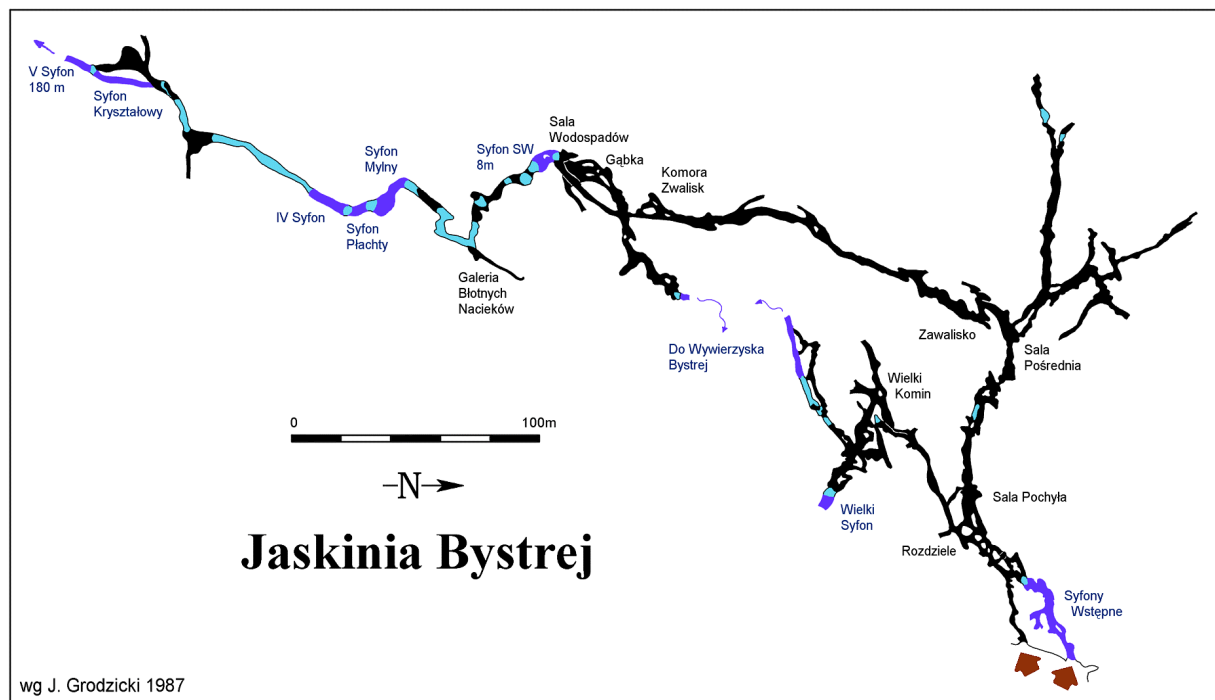 V Syfon
180 m
Syfon
Kryształowy
IV Syfon
Syfon
Płachty
Syfon
Mylny
Galeria
Błotnych
Nacieków
Syfon SW
8m
Sala
Wodospadów
Gąbka
Komora
Zwalisk
Do Wywierzyska
Bystrej
Zawalisko
Sala
Pośrednia
Wielki
Komin
Wielki
Syfon
Sala Pochyła
Rozdziele
Syfony
Wstępne
0 100m
N
Jaskinia Bystrej
wg J. Grodzicki 1987